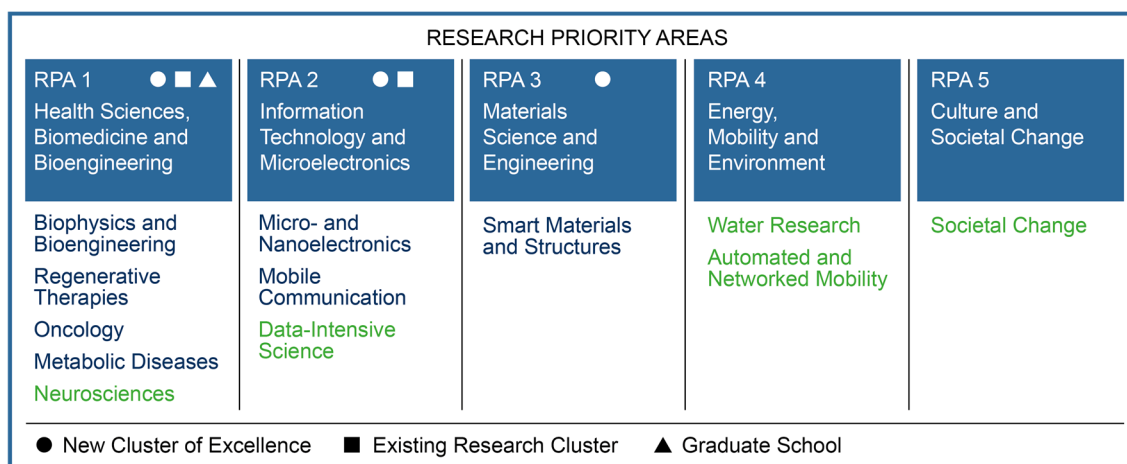 RESEARCH PRIORITY AREAS
RPA 1
Health Sciences,
Biomedicine and
Bioengineering
Biophysics and
Bioengineering
Regenerative
Therapies
Oncology
Metabolic Diseases
Neurosciences
RPA 2
Information
Technology and
Microelectronics
Micro- and
Nanoelectronics
Mobile
Communication
Data-Intensive
Science
RPA 3
Materials
Science and
Engineering
Smart Materials
and Structures
RPA 4
Energy,
Mobility and
Environment
Water Research
Automated and
Networked Mobility
RPA 5
Culture and
Societal Change
Societal Change
New Cluster of Excellence
Existing Research Cluster
Graduate School